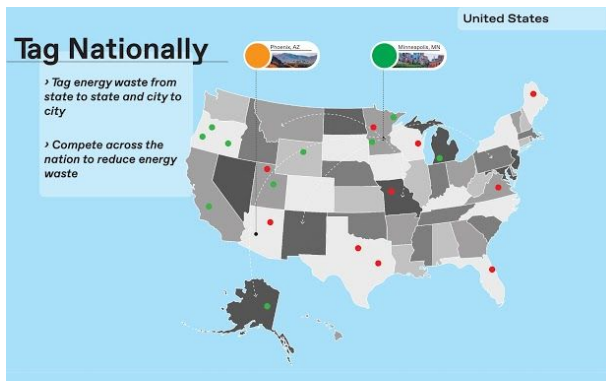 United States
Tag Nationally
Phoenix, AZ
Minneapolis, MN
› Tag energy waste from
state to state and city to
city
› Compete across the
nation to reduce energy
waste